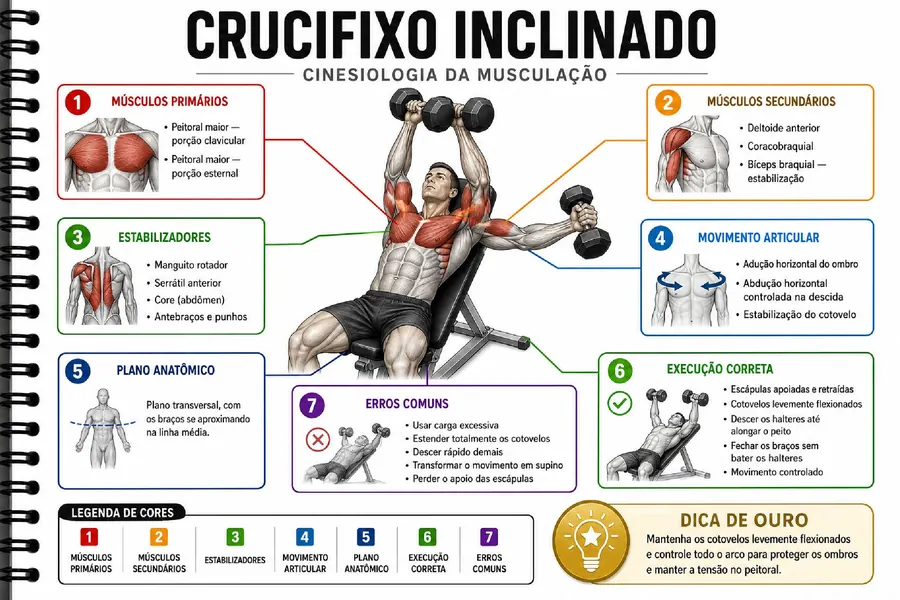 CRUCIFIXO INCLINADO
CINESIOLOGIA DA MUSCULAÇÃO
1 MÚSCULOS PRIMÁRIOS
• Peitoral maior —
porção clavicular
• Peitoral maior —
porção esternal
2 MÚSCULOS SECUNDÁRIOS
• Deltoide anterior
• Coracobraquial
• Bíceps braquial —
estabilização
3 ESTABILIZADORES
• Manguito rotador
• Serrátil anterior
• Core (abdômen)
• Antebraços e punhos
4 MOVIMENTO ARTICULAR
• Adução horizontal do ombro
• Abdução horizontal
controlada na descida
• Estabilização do cotovelo
5 PLANO ANATÔMICO
Plano transversal, com
os braços se aproximando
na linha média.
6 EXECUÇÃO CORRETA
• Escápulas apoiadas e retraídas
• Cotovelos levemente flexionados
• Descer os halteres até
alongar o peito
• Fechar os braços sem
bater os halteres
• Movimento controlado
7 ERROS COMUNS
• Usar carga excessiva
• Estender totalmente os cotovelos
• Descer rápido demais
• Transformar o movimento em supino
• Perder o apoio das escápulas
LEGENDA DE CORES
1 MÚSCULOS
PRIMÁRIOS
2 MÚSCULOS
SECUNDÁRIOS
3 ESTABILIZADORES
4 MOVIMENTO
ARTICULAR
5 PLANO
ANATÔMICO
6 EXECUÇÃO
CORRETA
7 ERROS
COMUNS
DICA DE OURO
Mantenha os cotovelos levemente flexionados
e controle todo o arco para proteger os ombros
e manter a tensão no peitoral.